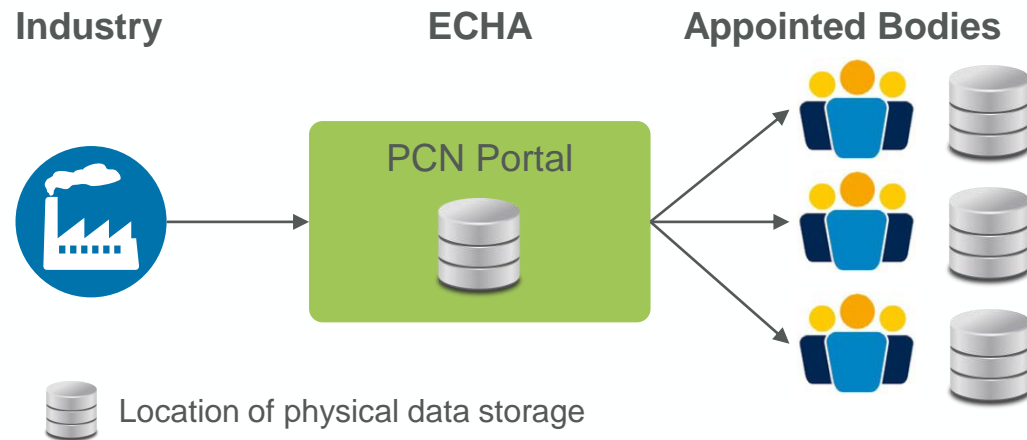 Industry
ECHA
Appointed Bodies
PCN Portal
Location of physical data storage